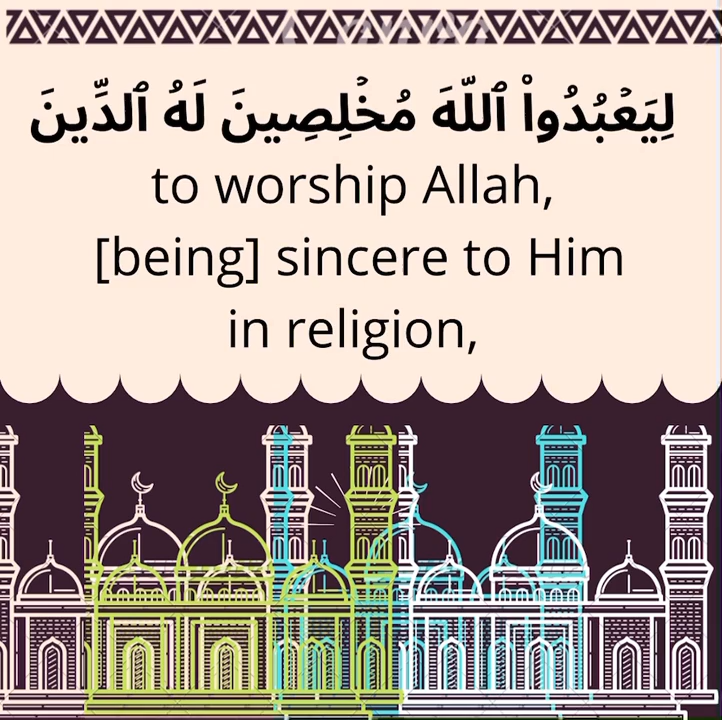 لِيَعۡبُدُواْ ٱللَّهَ مُخۡلِصِينَ لَهُ ٱلدِّينَ
to worship Allah,
[being] sincere to Him
in religion,